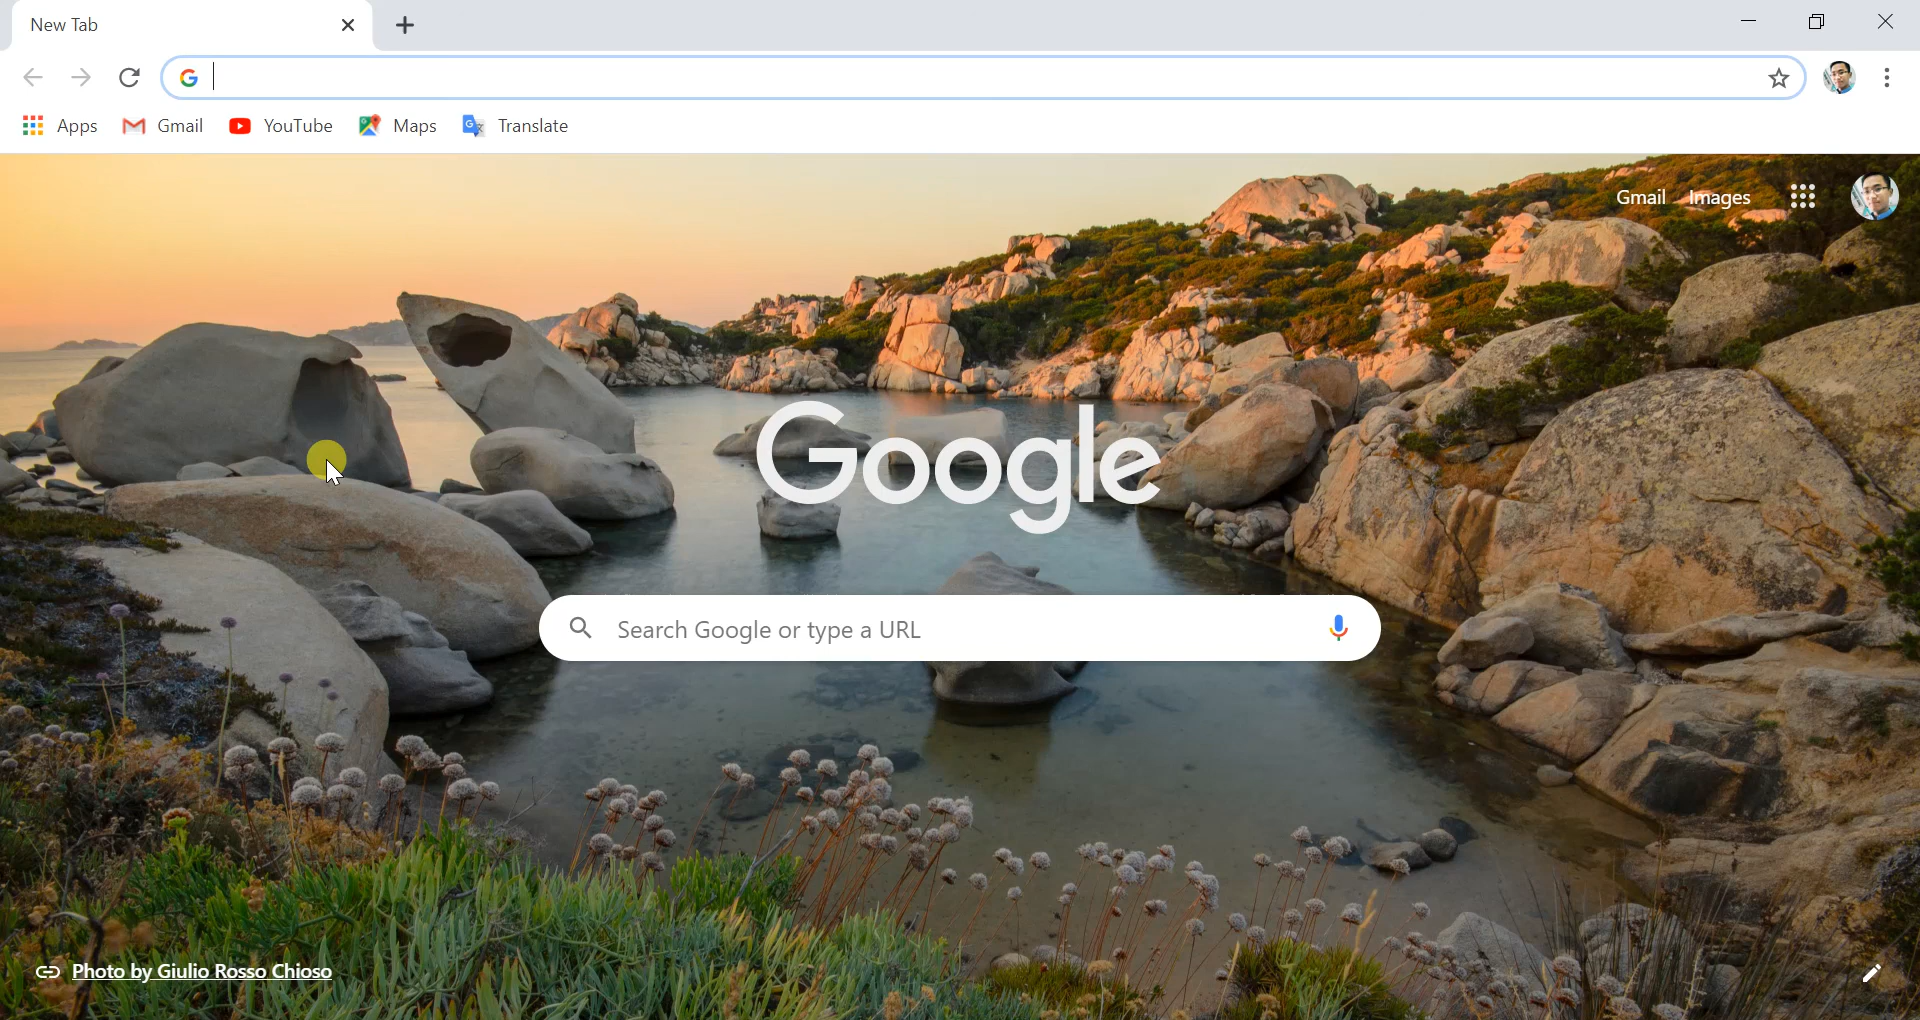 New Tab
Apps Gmail YouTube Maps Translate
Gmail Images
Google
Search Google or type a URL
Photo by Giulio Rosso Chioso